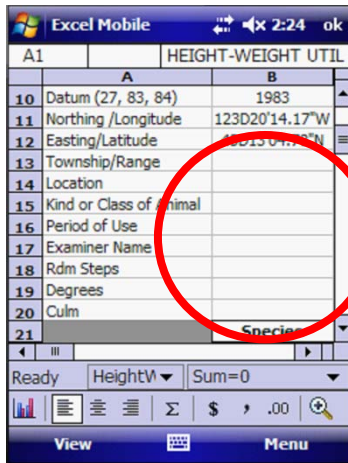 Excel Mobile 2:24 ok
A1 HEIGHT-WEIGHT UTIL
A B
10 Datum (27, 83, 84) 1983
11 Northing /Longitude 123D20'14.17"W
12 Easting/Latitude
13 Township/Range
14 Location
15 Kind or Class of Animal
16 Period of Use
17 Examiner Name
18 Rdm Steps
19 Degrees
20 Culm
21 Species
Ready HeightW Sum=0
Σ $ , .00
View Menu